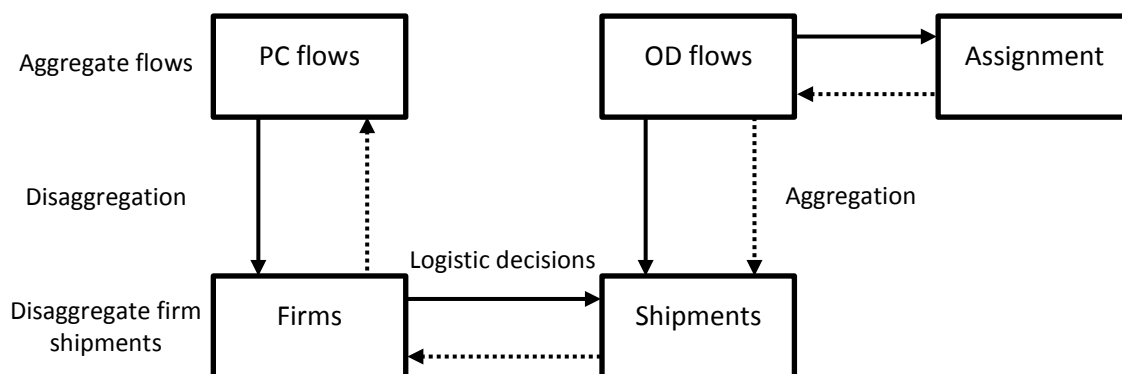 Aggregate flows
PC flows
OD flows
Assignment
Disaggregation
Aggregation
Logistic decisions
Disaggregate firm
shipments
Firms
Shipments